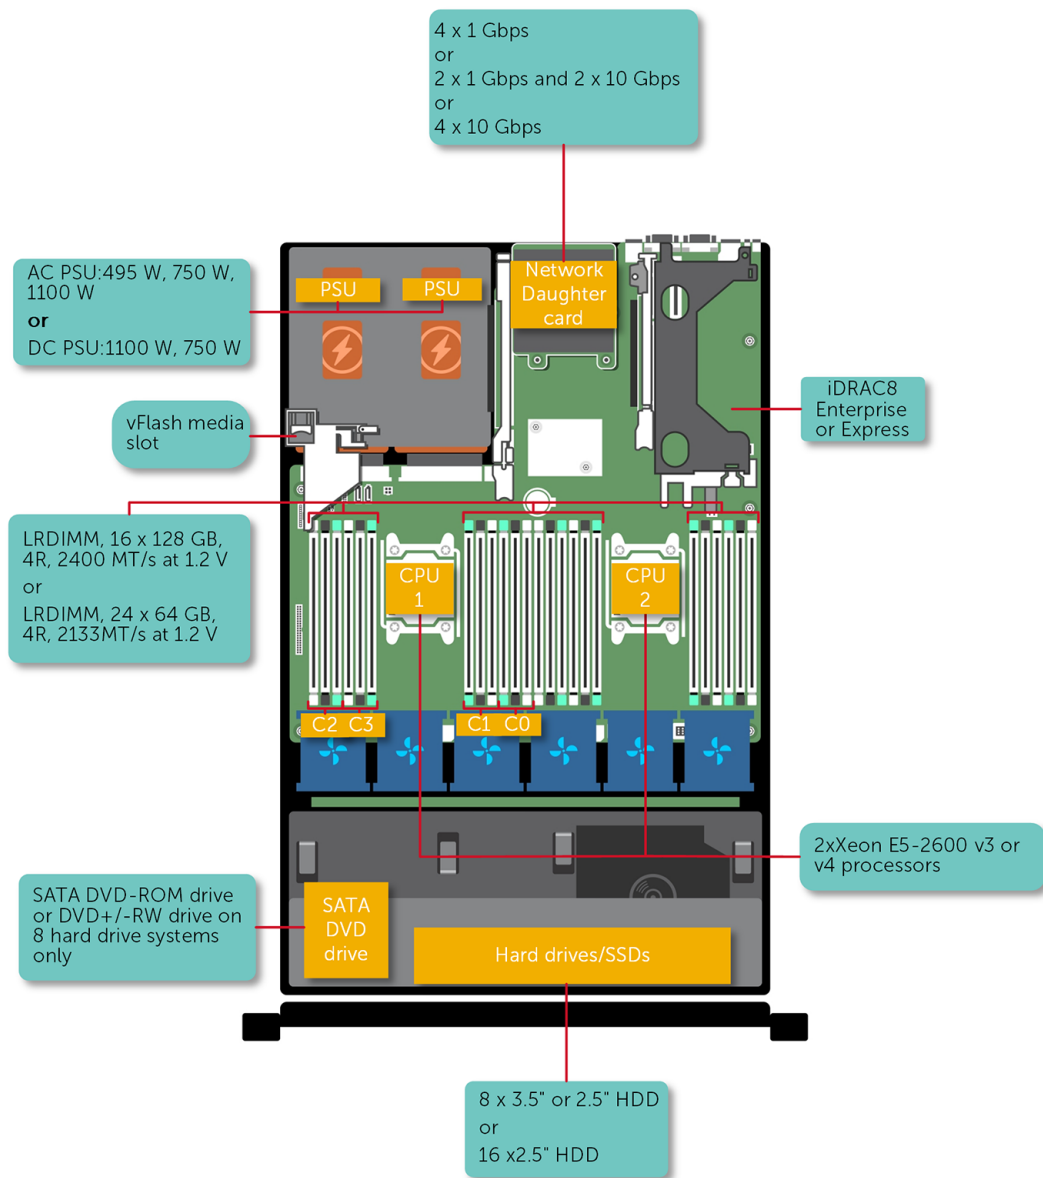 4 x 1 Gbps
or
2 x 1 Gbps and 2 x 10 Gbps
or
4 x 10 Gbps
AC PSU:495 W, 750 W,
1100 W
or
DC PSU:1100 W, 750 W
PSU
PSU
Network
Daughter
card
iDRAC8
Enterprise
or Express
vFlash media
slot
LRDIMM, 16 x 128 GB,
4R, 2400 MT/s at 1.2 V
or
LRDIMM, 24 x 64 GB,
4R, 2133MT/s at 1.2 V
CPU
1
CPU
2
C2
C3
C1
C0
2xXeon E5-2600 v3 or
v4 processors
SATA DVD-ROM drive
or DVD+/-RW drive on
8 hard drive systems
only
SATA
DVD
drive
Hard drives/SSDs
8 x 3.5" or 2.5" HDD
or
16 x2.5" HDD